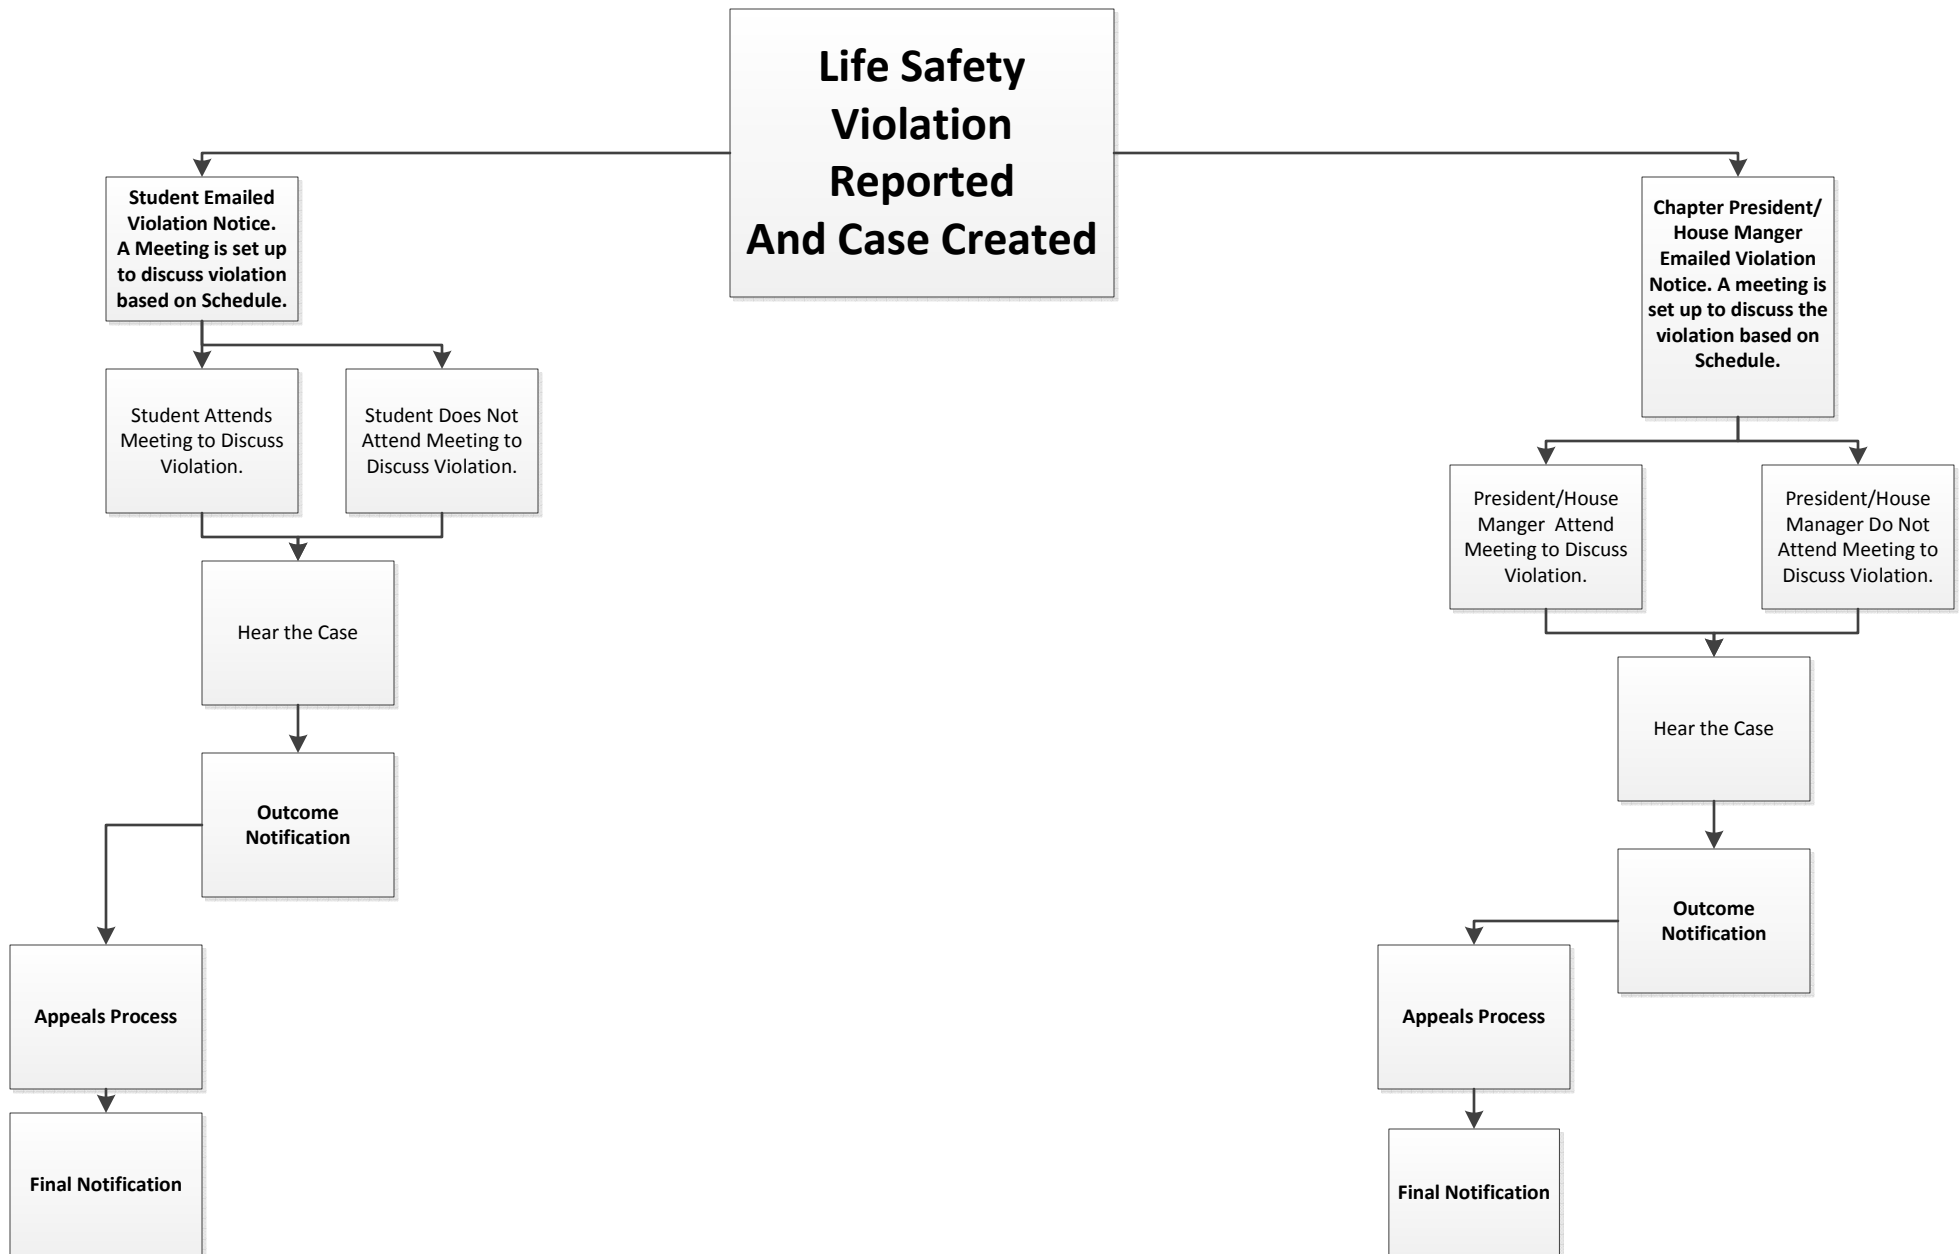 Life Safety
Violation
Reported
And Case Created
Student Emailed
Violation Notice.
A Meeting is set up
to discuss violation
based on Schedule.
Chapter President/
House Manger
Emailed Violation
Notice. A meeting is
set up to discuss the
violation based on
Schedule.
Student Attends
Meeting to Discuss
Violation.
Student Does Not
Attend Meeting to
Discuss Violation.
President/House
Manger  Attend
Meeting to Discuss
Violation.
President/House
Manager Do Not
Attend Meeting to
Discuss Violation.
Hear the Case
Hear the Case
Outcome
Notification
Outcome
Notification
Appeals Process
Appeals Process
Final Notification
Final Notification